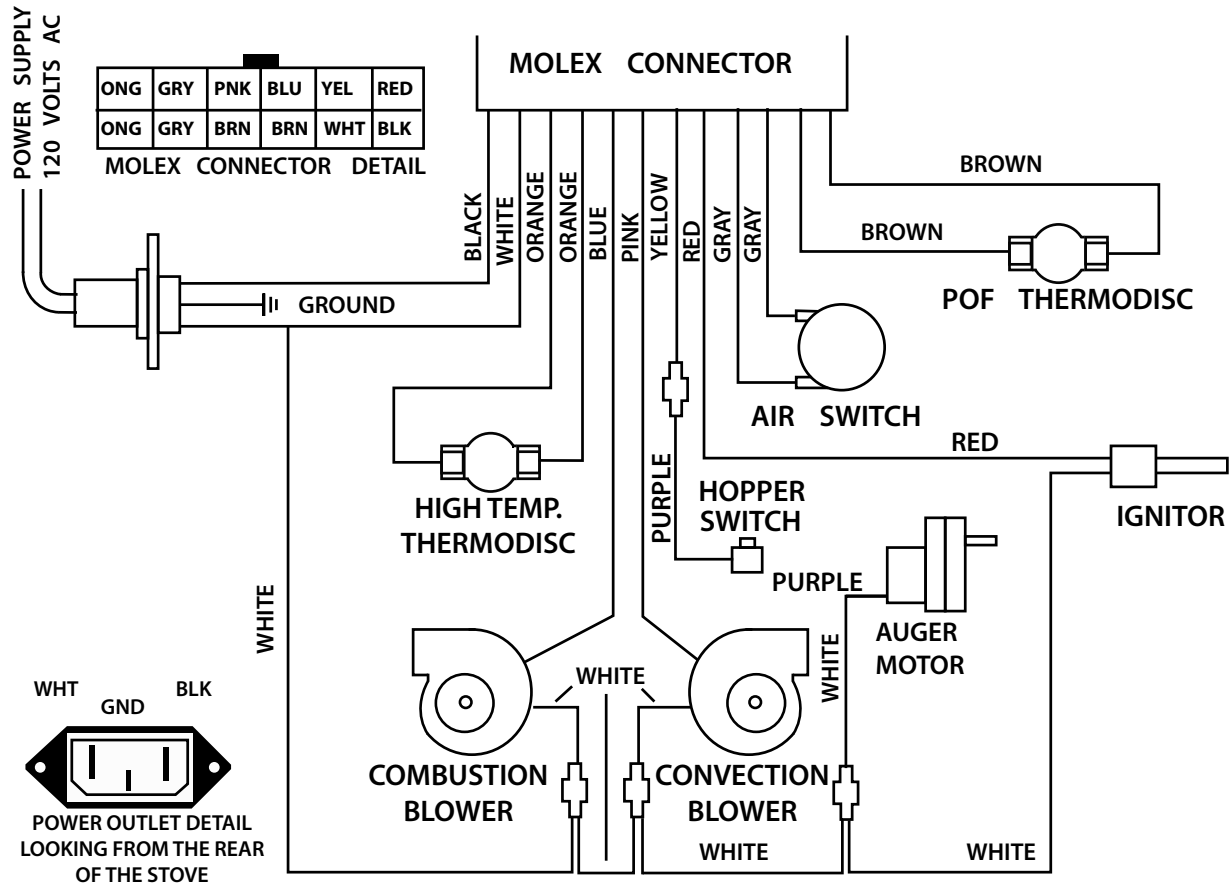 POWER SUPPLY
120 VOLTS AC
ONG GRY PNK BLU YEL RED
ONG GRY BRN BRN WHT BLK
MOLEX CONNECTOR DETAIL
MOLEX CONNECTOR
BLACK
WHITE
ORANGE
ORANGE
BLUE
PINK
YELLOW
RED
GRAY
GRAY
BROWN
BROWN
POF THERMODISC
GROUND
AIR SWITCH
RED
IGNITOR
HIGH TEMP.
THERMODISC
PURPLE
HOPPER
SWITCH
PURPLE
AUGER
MOTOR
WHITE
WHITE
WHITE
COMBUSTION
BLOWER
CONVECTION
BLOWER
WHITE
WHITE
WHT
GND
BLK
POWER OUTLET DETAIL
LOOKING FROM THE REAR
OF THE STOVE